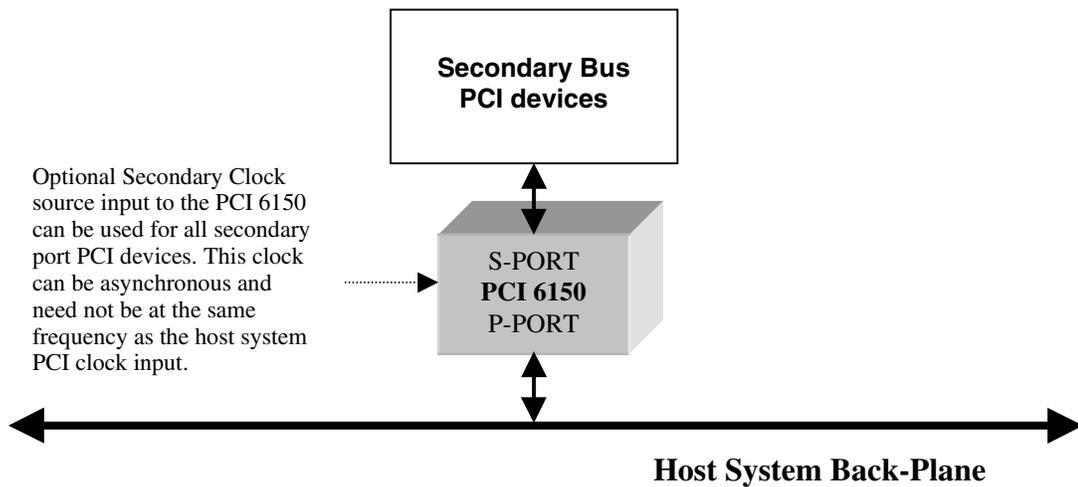 Secondary Bus
PCI devices
Optional Secondary Clock
source input to the PCI 6150
can be used for all secondary
port PCI devices. This clock
can be asynchronous and
need not be at the same
frequency as the host system
PCI clock input.
S-PORT
PCI 6150
P-PORT
Host System Back-Plane